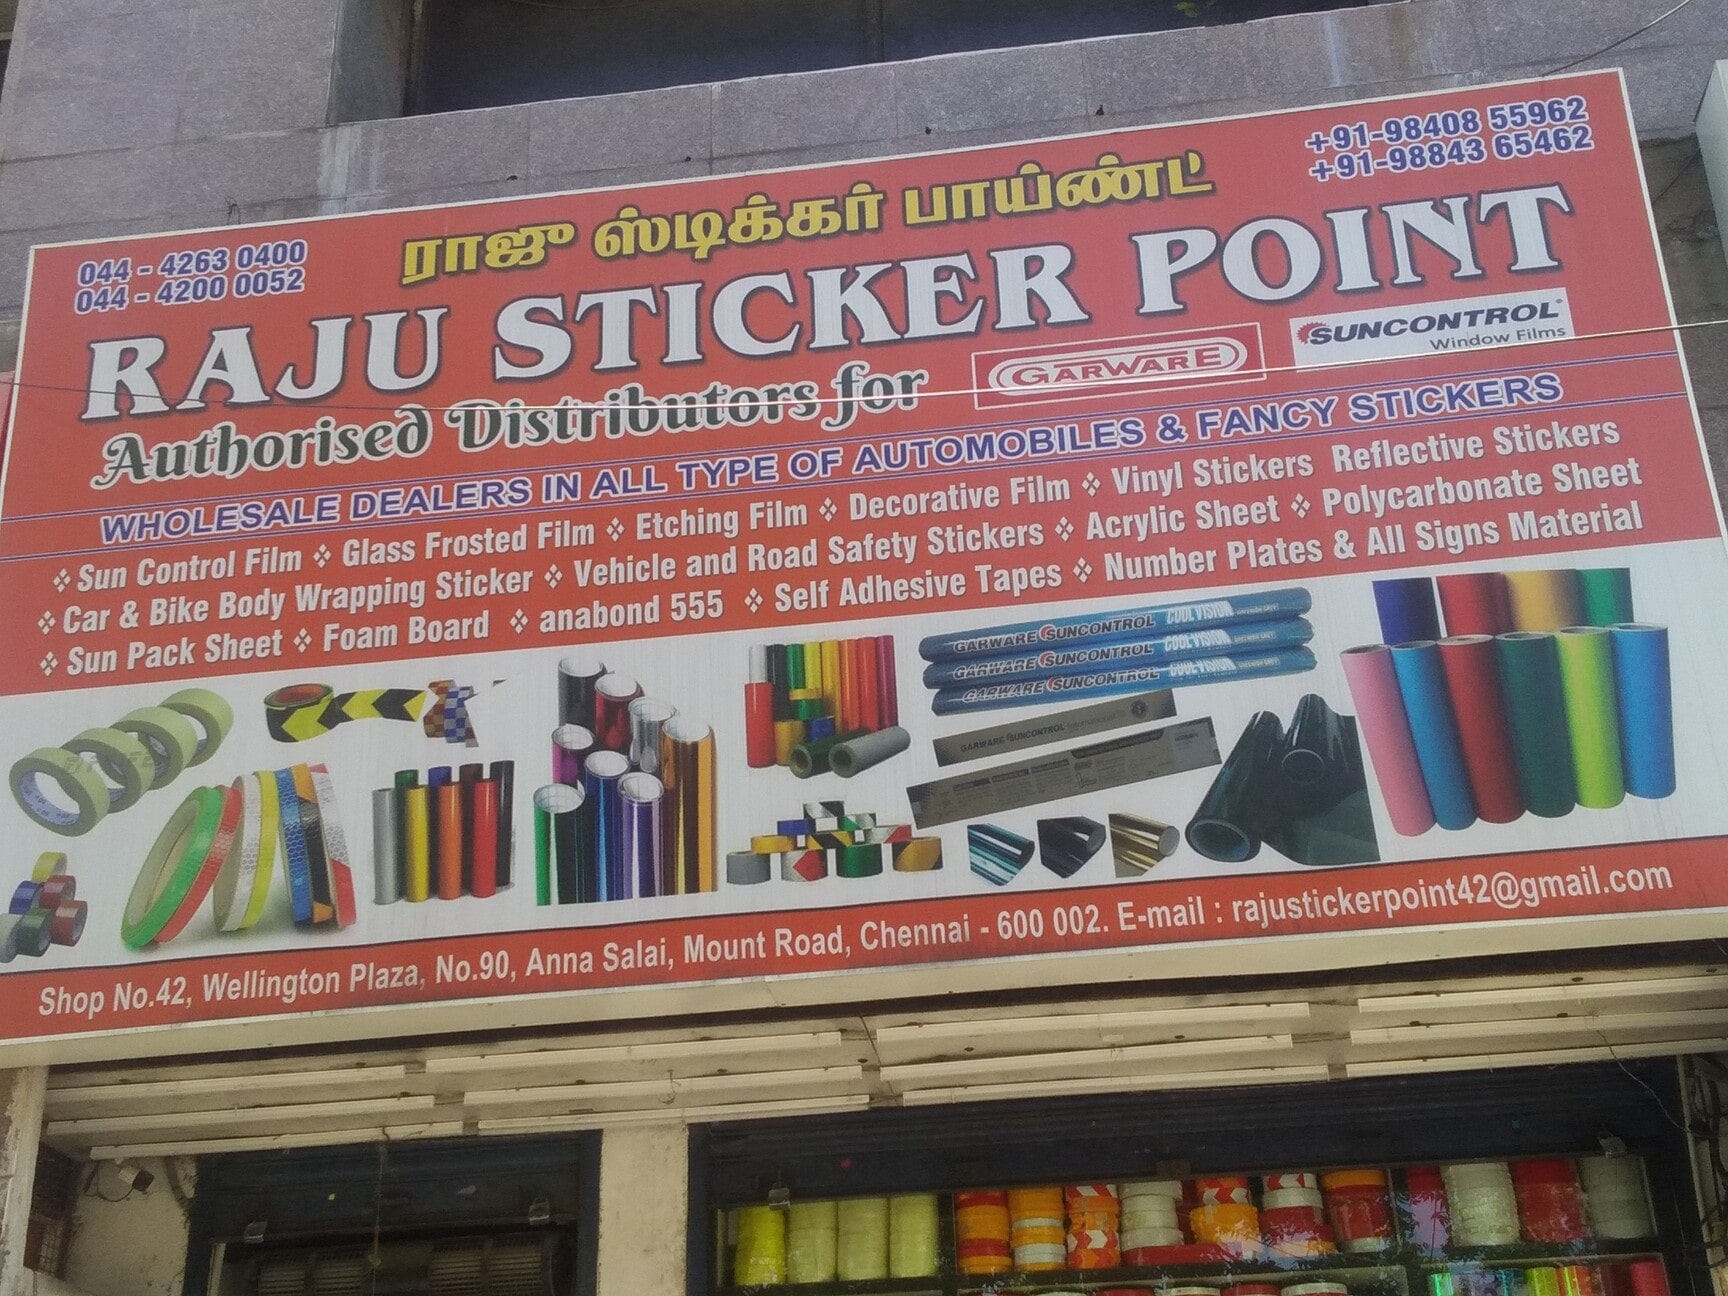 044 - 4263 0400
044 - 4200 0052
ராஜு ஸ்டிக்கர் பாய்ண்ட்
+91-98408 55962
+91-98843 65462
RAJU STICKER POINT
Authorised Distributors for GARWARE SUNCONTROL
Window Films
WHOLESALE DEALERS IN ALL TYPE OF AUTOMOBILES & FANCY STICKERS
❖ Sun Control Film ❖ Glass Frosted Film ❖ Etching Film ❖ Decorative Film ❖ Vinyl Stickers Reflective Stickers
❖ Car & Bike Body Wrapping Sticker ❖ Vehicle and Road Safety Stickers ❖ Acrylic Sheet ❖ Polycarbonate Sheet
❖ Sun Pack Sheet ❖ Foam Board ❖ anabond 555 ❖ Self Adhesive Tapes ❖ Number Plates & All Signs Material
GARWARE SUNCONTROL COOL VISION
GARWARE SUNCONTROL COOL VISION
GARWARE SUNCONTROL COOL VISION
GARWARE SUNCONTROL
Shop No.42, Wellington Plaza, No.90, Anna Salai, Mount Road, Chennai - 600 002. E-mail : rajustickerpoint42@gmail.com